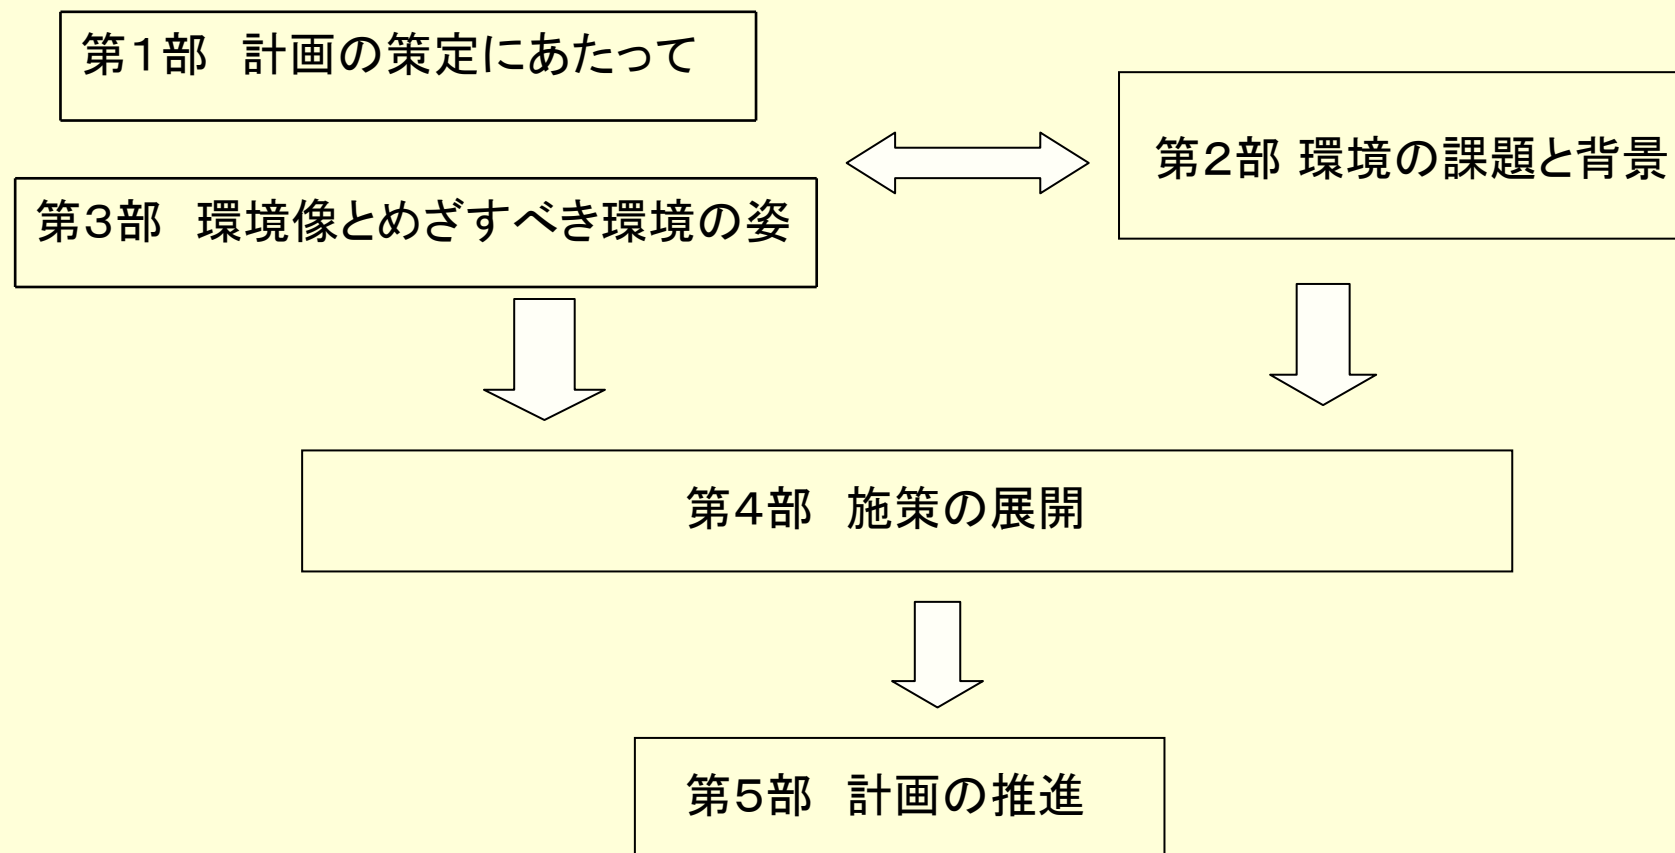 第1部　計画の策定にあたって
第2部 環境の課題と背景
第3部　環境像とめざすべき環境の姿
第4部　施策の展開
第5部　計画の推進